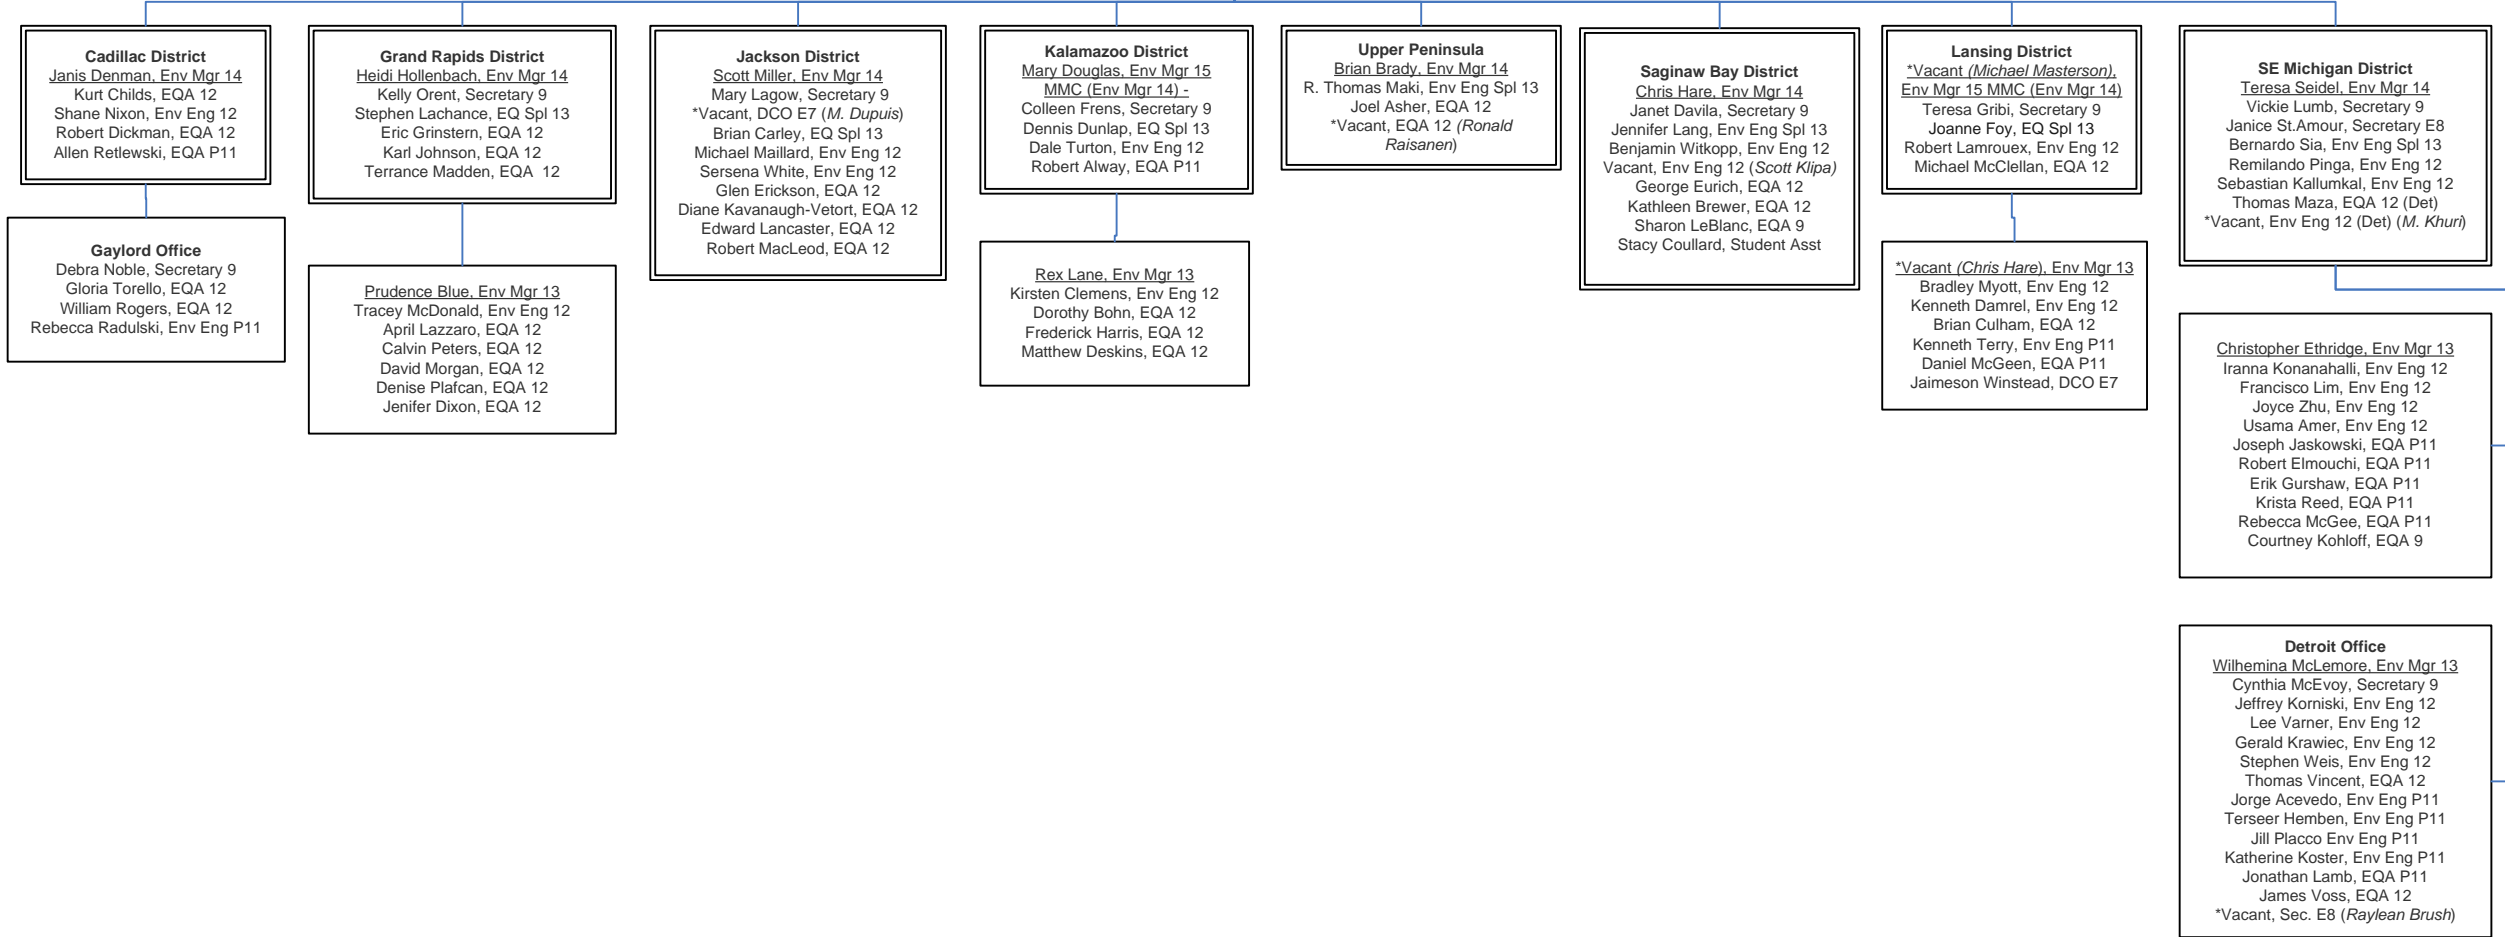 Cadillac District
Janis Denman, Env Mgr 14
Kurt Childs, EQA 12
Shane Nixon, Env Eng 12
Robert Dickman, EQA 12
Allen Retlewski, EQA P11
Gaylord Office
Debra Noble, Secretary 9
Gloria Torello, EQA 12
William Rogers, EQA 12
Rebecca Radulski, Env Eng P11
Grand Rapids District
Heidi Hollenbach, Env Mgr 14
Kelly Orent, Secretary 9
Stephen Lachance, EQ Spl 13
Eric Grinstern, EQA 12
Karl Johnson, EQA 12
Terrance Madden, EQA 12
Prudence Blue, Env Mgr 13
Tracey McDonald, Env Eng 12
April Lazzaro, EQA 12
Calvin Peters, EQA 12
David Morgan, EQA 12
Denise Plafcan, EQA 12
Jenifer Dixon, EQA 12
Jackson District
Scott Miller, Env Mgr 14
Mary Lagow, Secretary 9
*Vacant, DCO E7 (M. Dupuis)
Brian Carley, EQ Spl 13
Michael Maillard, Env Eng 12
Sersena White, Env Eng 12
Glen Erickson, EQA 12
Diane Kavanaugh-Vetort, EQA 12
Edward Lancaster, EQA 12
Robert MacLeod, EQA 12
Kalamazoo District
Mary Douglas, Env Mgr 15
MMC (Env Mgr 14) -
Colleen Frens, Secretary 9
Dennis Dunlap, EQ Spl 13
Dale Turton, Env Eng 12
Robert Alway, EQA P11
Rex Lane, Env Mgr 13
Kirsten Clemens, Env Eng 12
Dorothy Bohn, EQA 12
Frederick Harris, EQA 12
Matthew Deskins, EQA 12
Upper Peninsula
Brian Brady, Env Mgr 14
R. Thomas Maki, Env Eng Spl 13
Joel Asher, EQA 12
*Vacant, EQA 12 (Ronald
Raisanen)
Saginaw Bay District
Chris Hare, Env Mgr 14
Janet Davila, Secretary 9
Jennifer Lang, Env Eng Spl 13
Benjamin Witkopp, Env Eng 12
Vacant, Env Eng 12 (Scott Klipa)
George Eurich, EQA 12
Kathleen Brewer, EQA 12
Sharon LeBlanc, EQA 9
Stacy Coullard, Student Asst
Lansing District
*Vacant (Michael Masterson),
Env Mgr 15 MMC (Env Mgr 14)
Teresa Gribi, Secretary 9
Joanne Foy, EQ Spl 13
Robert Lamrouex, Env Eng 12
Michael McClellan, EQA 12
*Vacant (Chris Hare), Env Mgr 13
Bradley Myott, Env Eng 12
Kenneth Damrel, Env Eng 12
Brian Culham, EQA 12
Kenneth Terry, Env Eng P11
Daniel McGeen, EQA P11
Jaimeson Winstead, DCO E7
SE Michigan District
Teresa Seidel, Env Mgr 14
Vickie Lumb, Secretary 9
Janice St.Amour, Secretary E8
Bernardo Sia, Env Eng Spl 13
Remilando Pinga, Env Eng 12
Sebastian Kallumkal, Env Eng 12
Thomas Maza, EQA 12 (Det)
*Vacant, Env Eng 12 (Det) (M. Khuri)
Christopher Ethridge, Env Mgr 13
Iranna Konanahalli, Env Eng 12
Francisco Lim, Env Eng 12
Joyce Zhu, Env Eng 12
Usama Amer, Env Eng 12
Joseph Jaskowski, EQA P11
Robert Elmouchi, EQA P11
Erik Gurshaw, EQA P11
Krista Reed, EQA P11
Rebecca McGee, EQA P11
Courtney Kohloff, EQA 9
Detroit Office
Wilhemina McLemore, Env Mgr 13
Cynthia McEvoy, Secretary 9
Jeffrey Korniski, Env Eng 12
Lee Varner, Env Eng 12
Gerald Krawiec, Env Eng 12
Stephen Weis, Env Eng 12
Thomas Vincent, EQA 12
Jorge Acevedo, Env Eng P11
Terseer Hemben, Env Eng P11
Jill Placco Env Eng P11
Katherine Koster, Env Eng P11
Jonathan Lamb, EQA P11
James Voss, EQA 12
*Vacant, Sec. E8 (Raylean Brush)